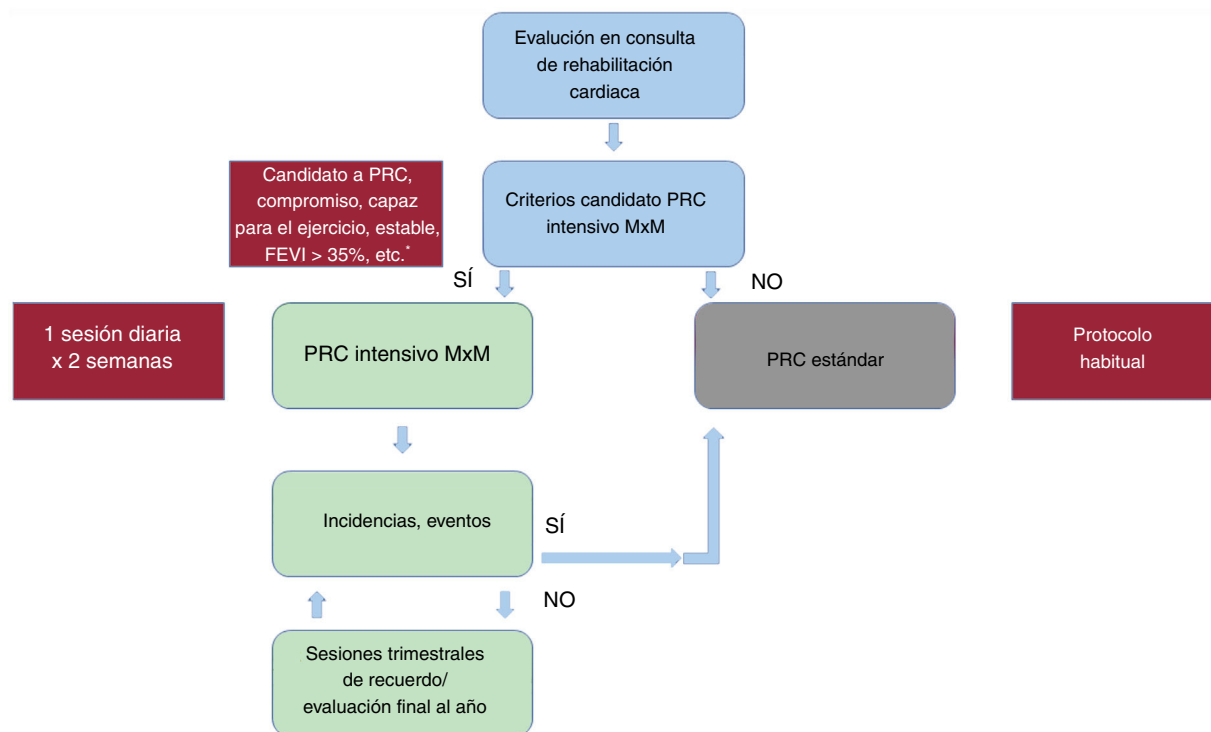 Evalución en consulta
de rehabilitación
cardiaca
Candidato a PRC,
compromiso, capaz
para el ejercicio, estable,
FEVI > 35%, etc.*
Criterios candidato PRC
intensivo MxM
SÍ
NO
1 sesión diaria
x 2 semanas
PRC intensivo MxM
PRC estándar
Protocolo
habitual
Incidencias, eventos
SÍ
NO
Sesiones trimestrales
de recuerdo/
evaluación final al año